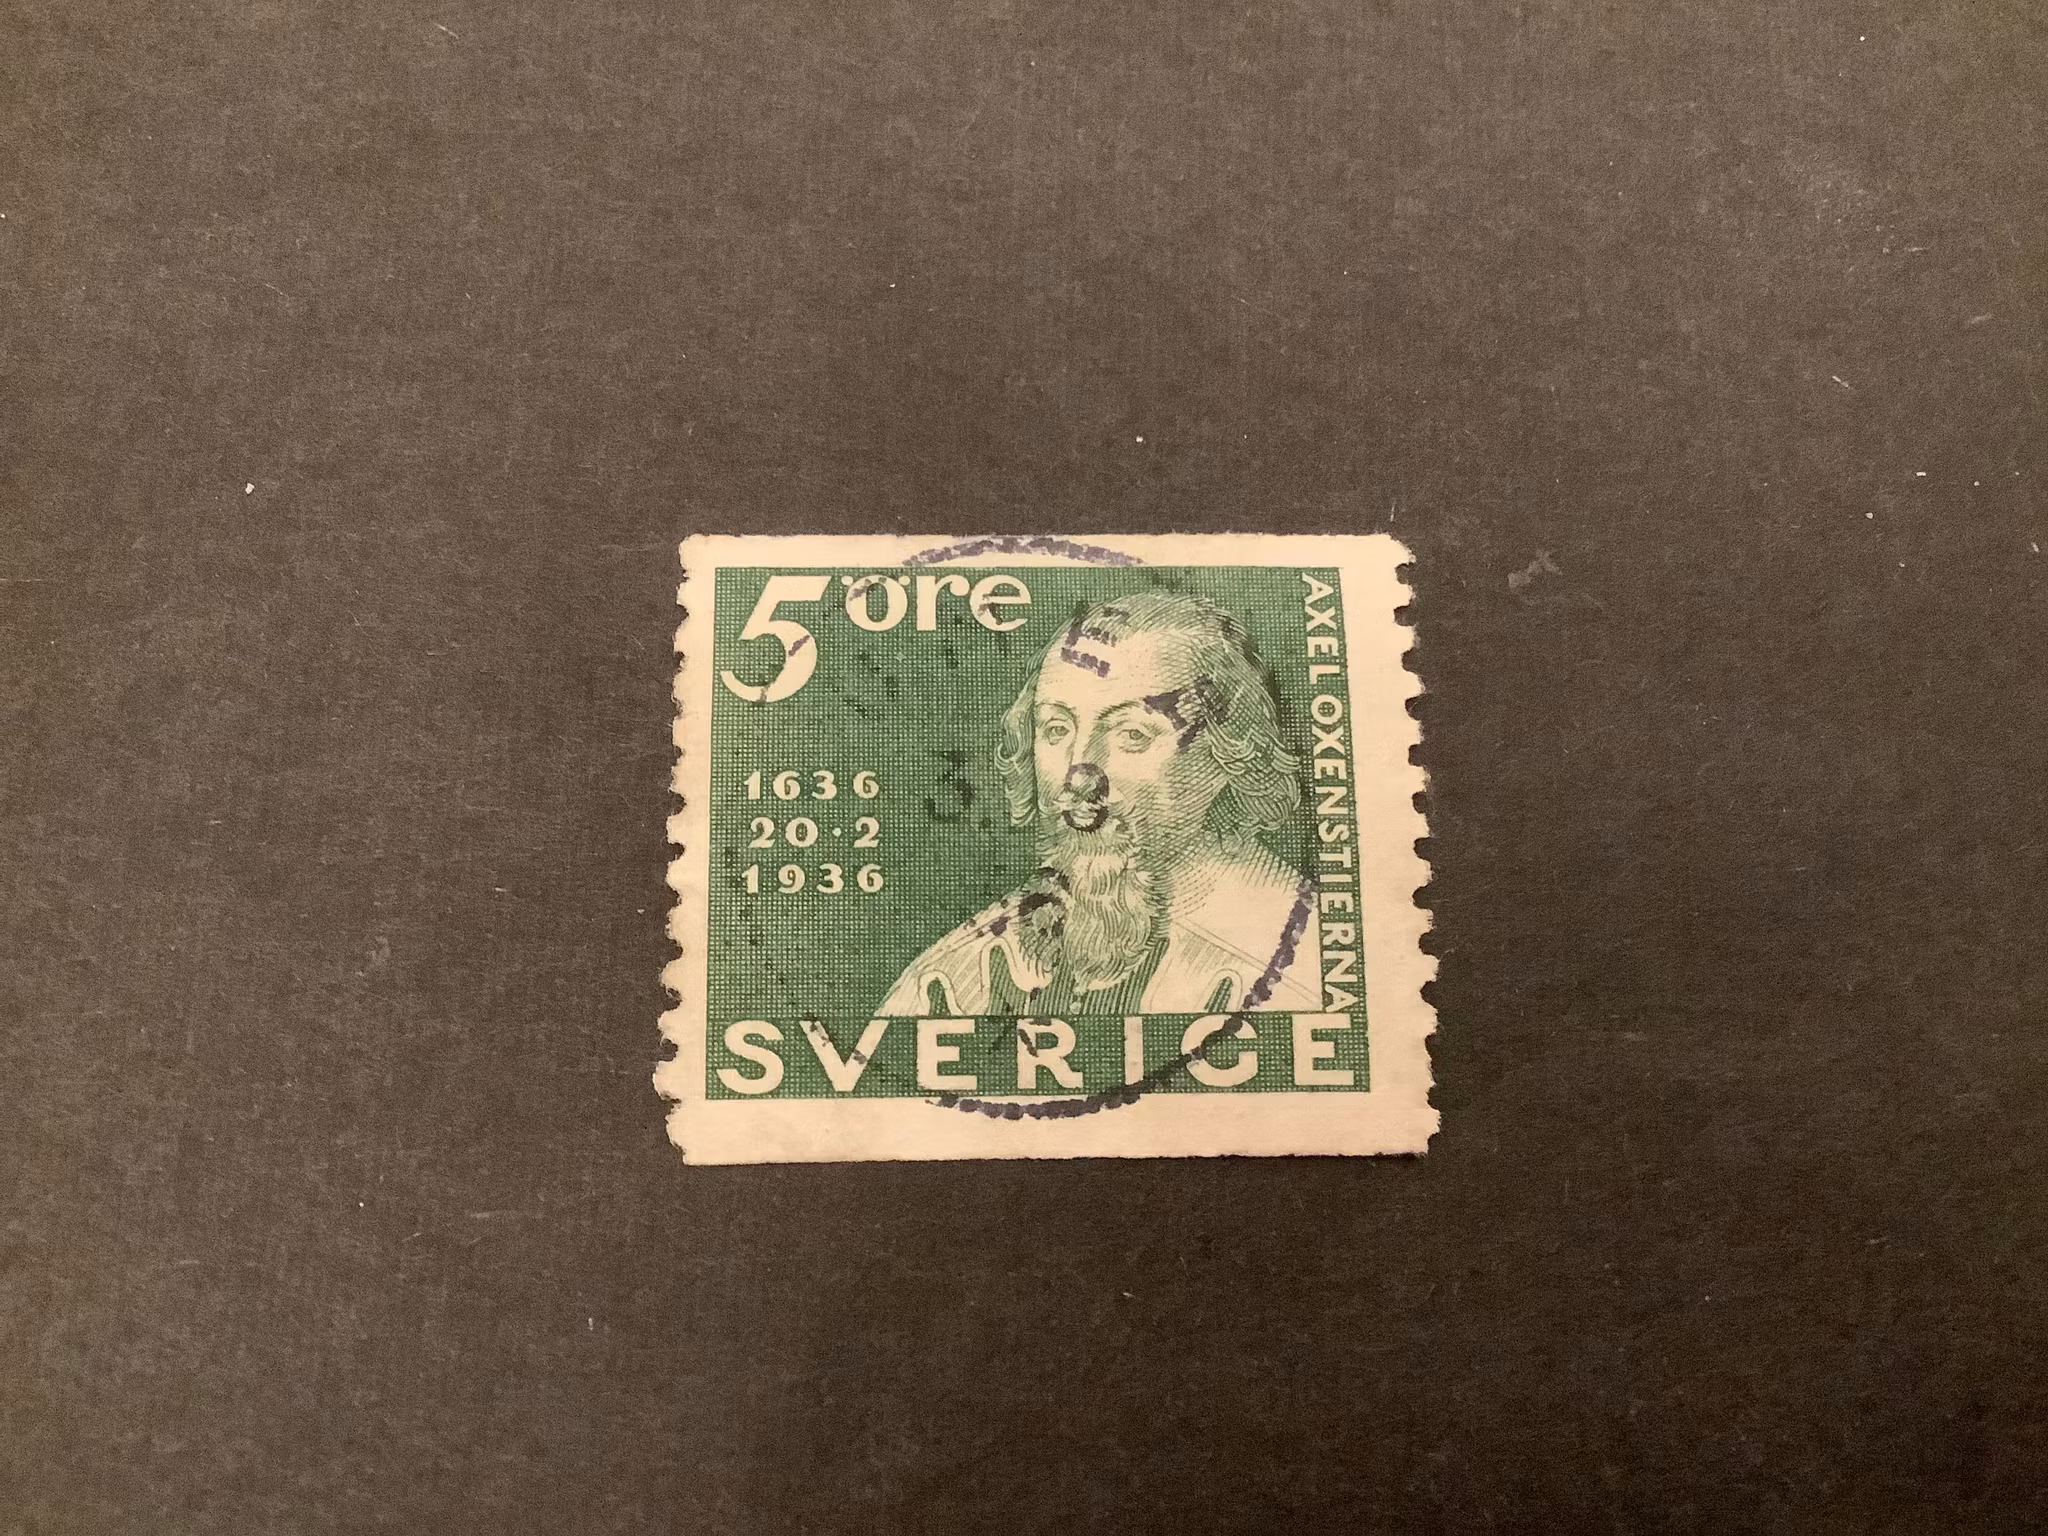 5 öre
1636
20·2
1936
AXEL OXENSTIERNA
SVERIGE